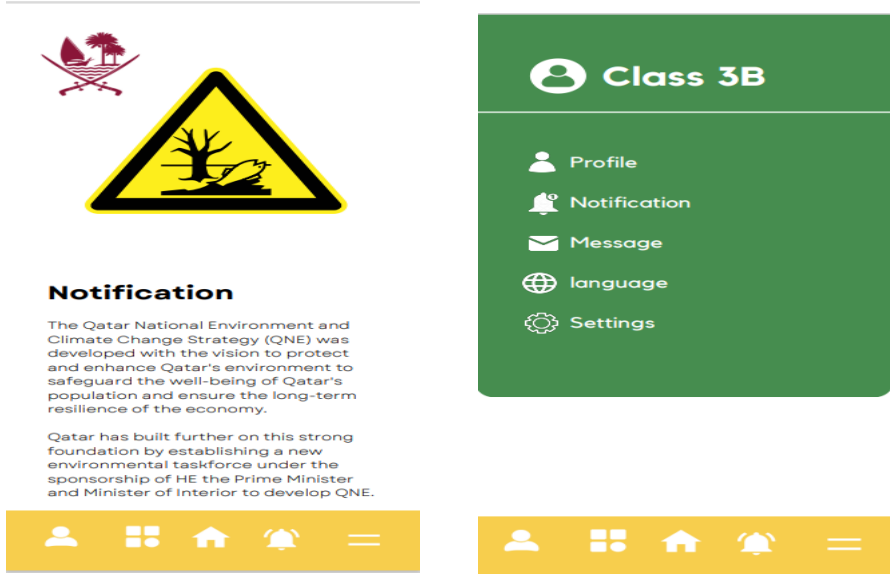 Notification
The Qatar National Environment and
Climate Change Strategy (QNE) was
developed with the vision to protect
and enhance Qatar's environment to
safeguard the well-being of Qatar's
population and ensure the long-term
resilience of the economy.
Qatar has built further on this strong
foundation by establishing a new
environmental taskforce under the
sponsorship of HE the Prime Minister
and Minister of Interior to develop QNE.
Class 3B
Profile
Notification
Message
language
Settings